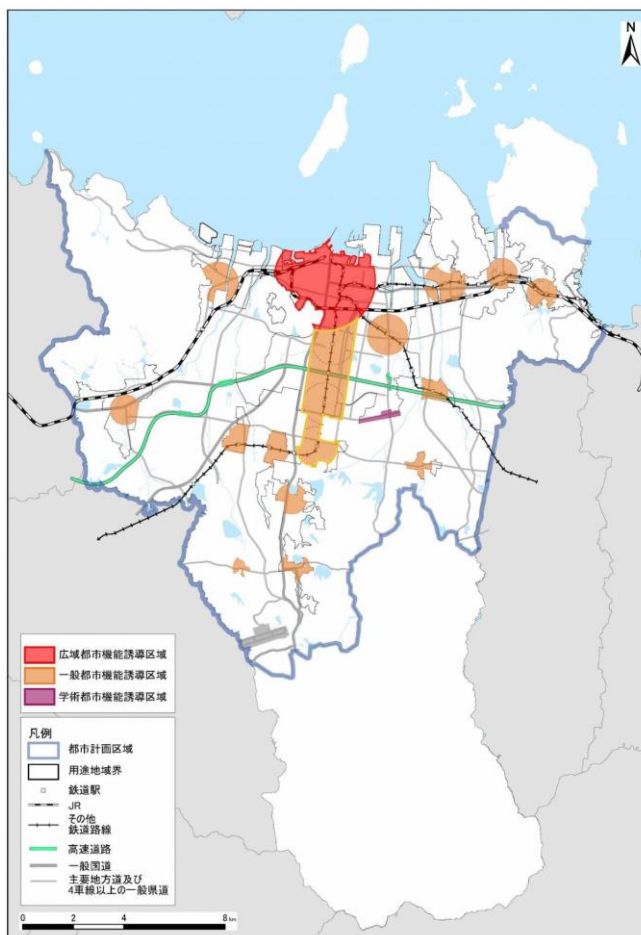 N
広域都市機能誘導区域
一般都市機能誘導区域
学術都市機能誘導区域
凡例
都市計画区域
用途地域界
鉄道駅
JR
その他
鉄道路線
高速道路
一般国道
主要地方道及び
4車線以上の一般県道
0 2 4 8 km